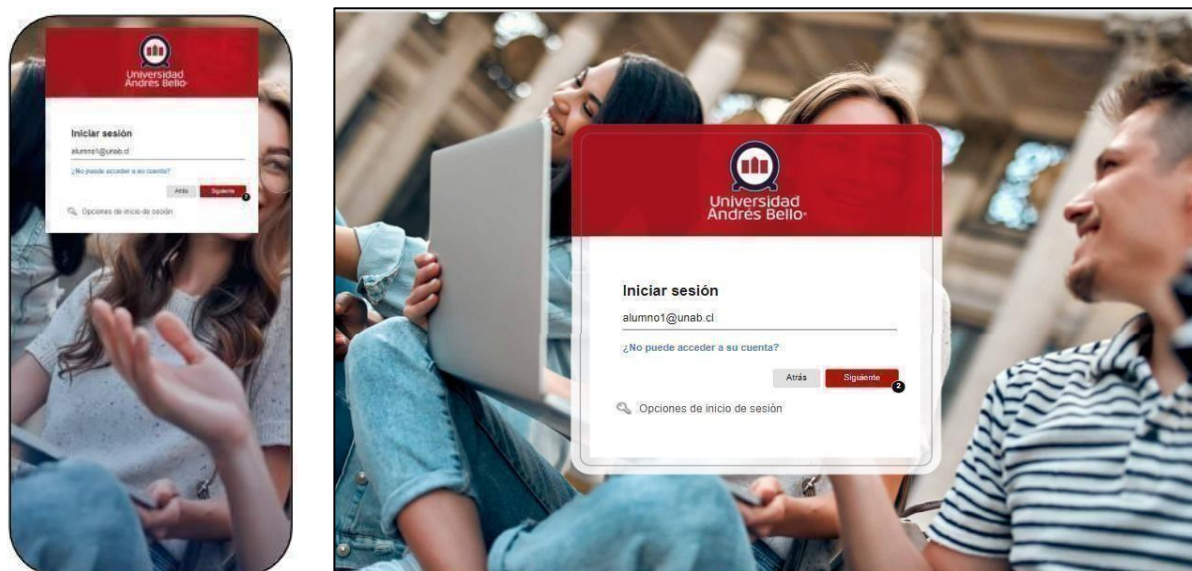 Universidad
Andrés Bello
Iniciar sesión
alumno1@unab.cl
¿No puede acceder a su cuenta?
Atrás Siguiente
2
Opciones de inicio de sesión
Universidad
Andrés Bello
Iniciar sesión
alumno1@unab.cl
¿No puede acceder a su cuenta?
Atrás Siguiente
2
Opciones de inicio de sesión